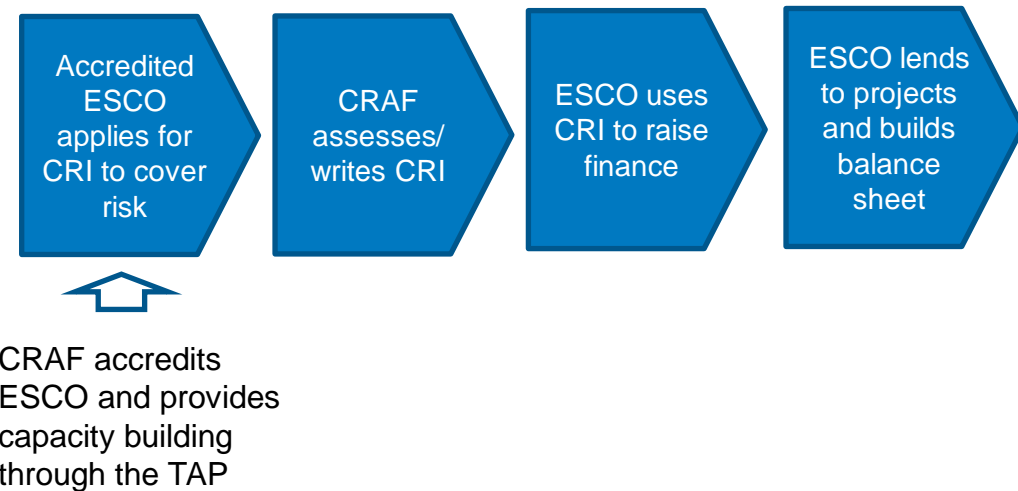 Accredited
ESCO
applies for
CRI to cover
risk
CRAF
assesses/
writes CRI
ESCO uses
CRI to raise
finance
ESCO lends
to projects
and builds
balance
sheet
CRAF accredits
ESCO and provides
capacity building
through the TAP